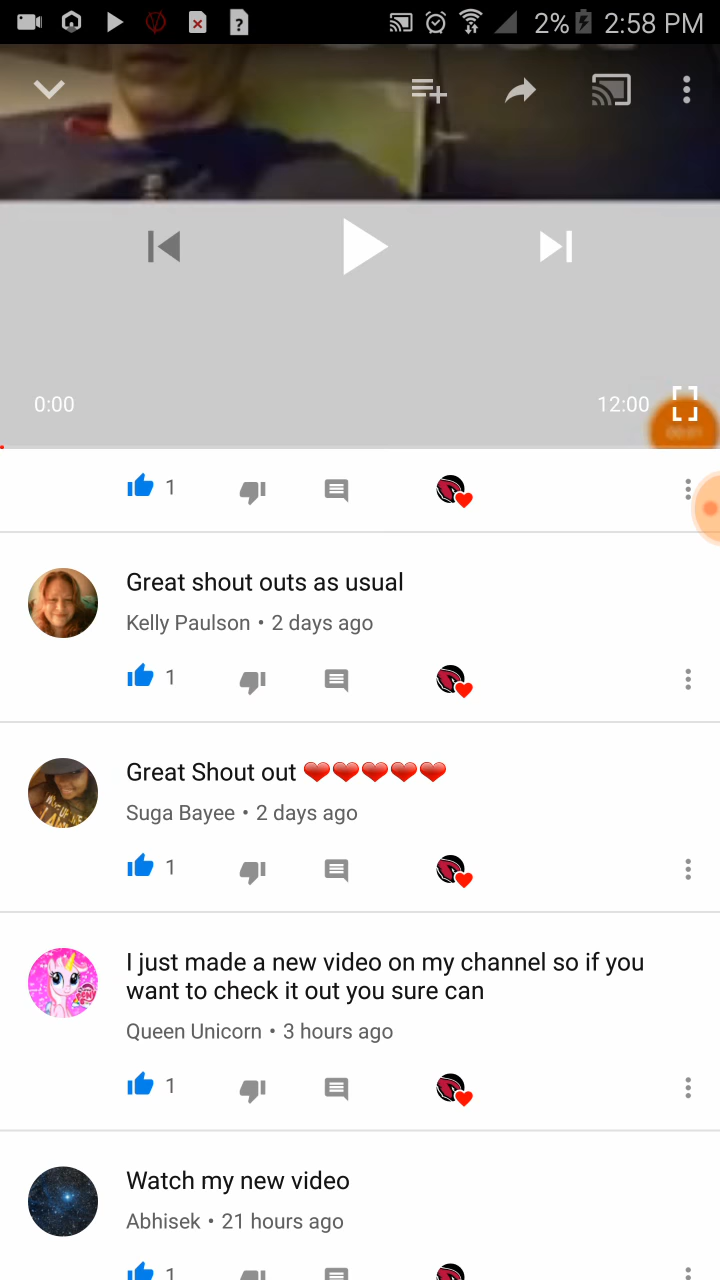 2% 2:58 PM
0:00 12:00
1
Great shout outs as usual
Kelly Paulson • 2 days ago
1
Great Shout out ❤❤❤❤❤
Suga Bayee • 2 days ago
1
I just made a new video on my channel so if you
want to check it out you sure can
Queen Unicorn • 3 hours ago
1
Watch my new video
Abhisek • 21 hours ago
1